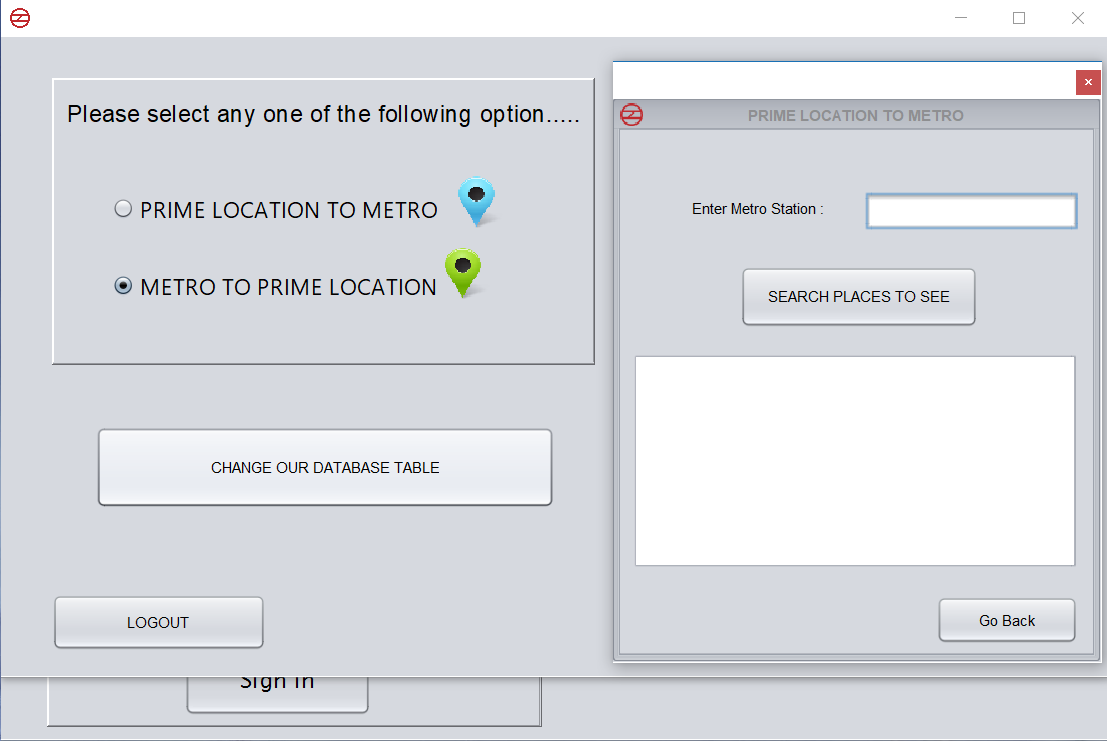 Please select any one of the following option.....
PRIME LOCATION TO METRO
METRO TO PRIME LOCATION
CHANGE OUR DATABASE TABLE
LOGOUT
Sign In
PRIME LOCATION TO METRO
Enter Metro Station :
SEARCH PLACES TO SEE
Go Back